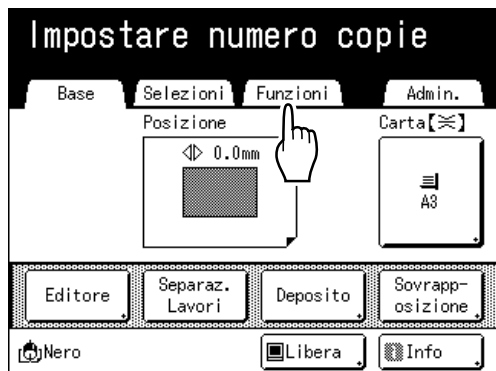 Impostare numero copie
Base Selezioni Funzioni Admin.
Posizione Carta【≍】
0.0mm
A3
Editore Separaz. Lavori Deposito Sovrapp-osizione
Nero Libera Info